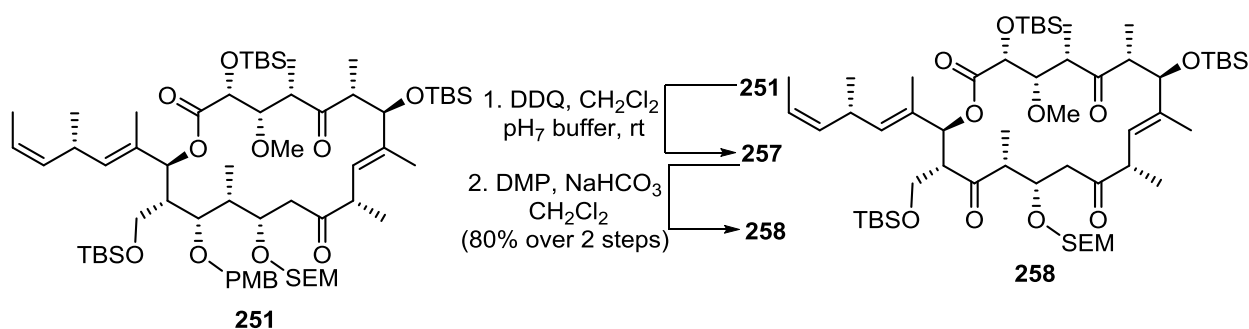 OTBS
O
O
OMe
O
OTBS
TBSO
O
PMB
O
SEM
O
251
1. DDQ, CH2Cl2
pH7 buffer, rt
251
257
2. DMP, NaHCO3
CH2Cl2
(80% over 2 steps)
258
OTBS
O
O
OMe
O
OTBS
TBSO
O
O
SEM
O
258